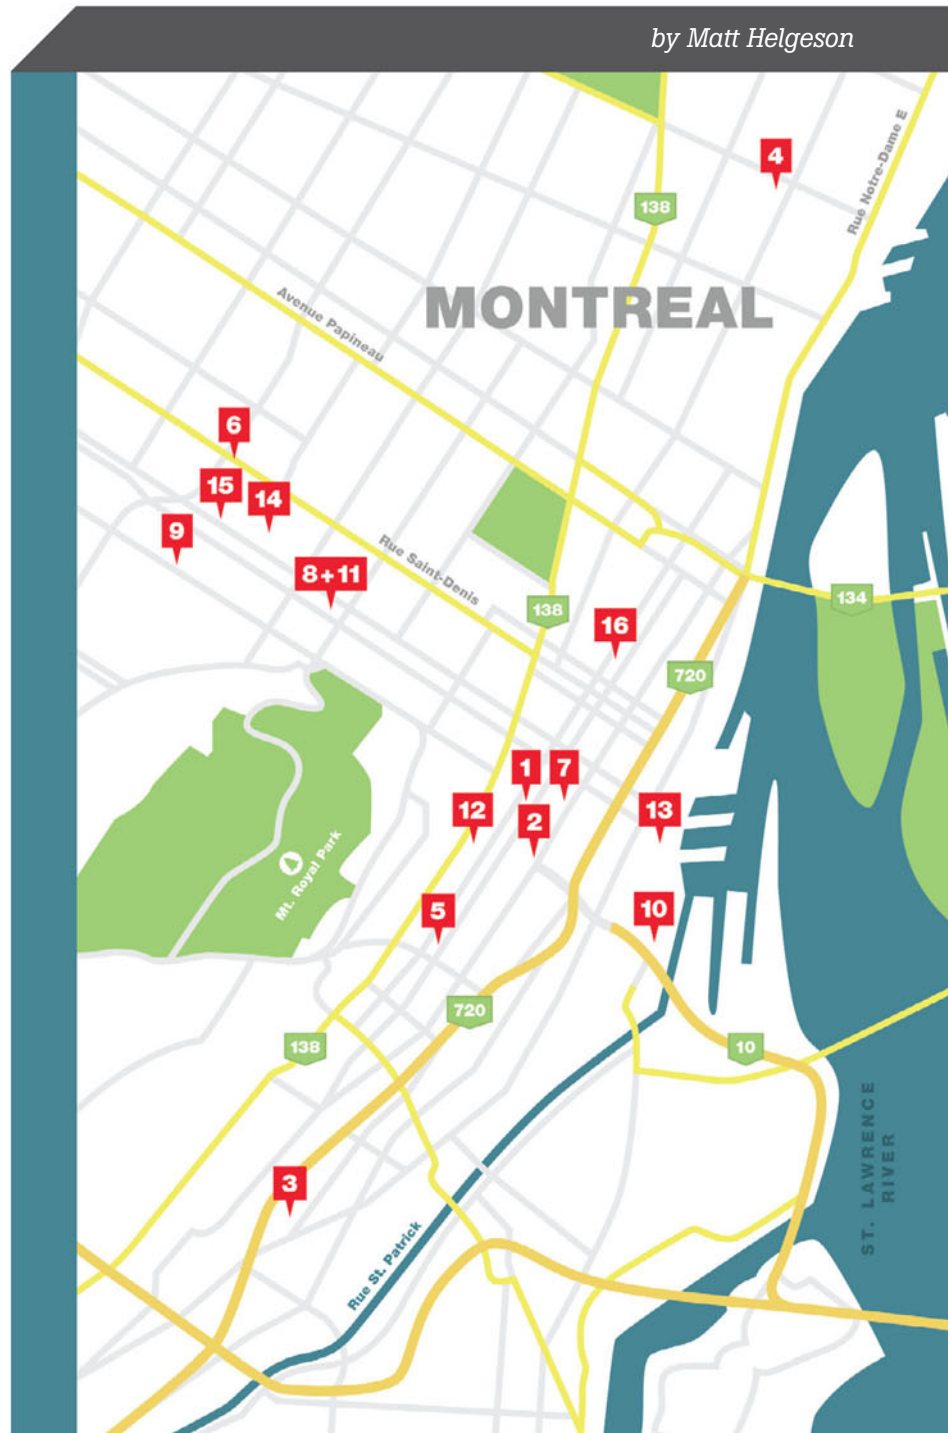 by Matt Helgeson
4
Rue Notre-Dame E
138
MONTREAL
Avenue Papineau
6
15
14
9
8+11
Rue Saint-Denis
138
134
16
720
1
7
12
2
13
Mt. Royal Park
5
10
720
138
10
ST. LAWRENCE
RIVER
3
Rue St. Patrick